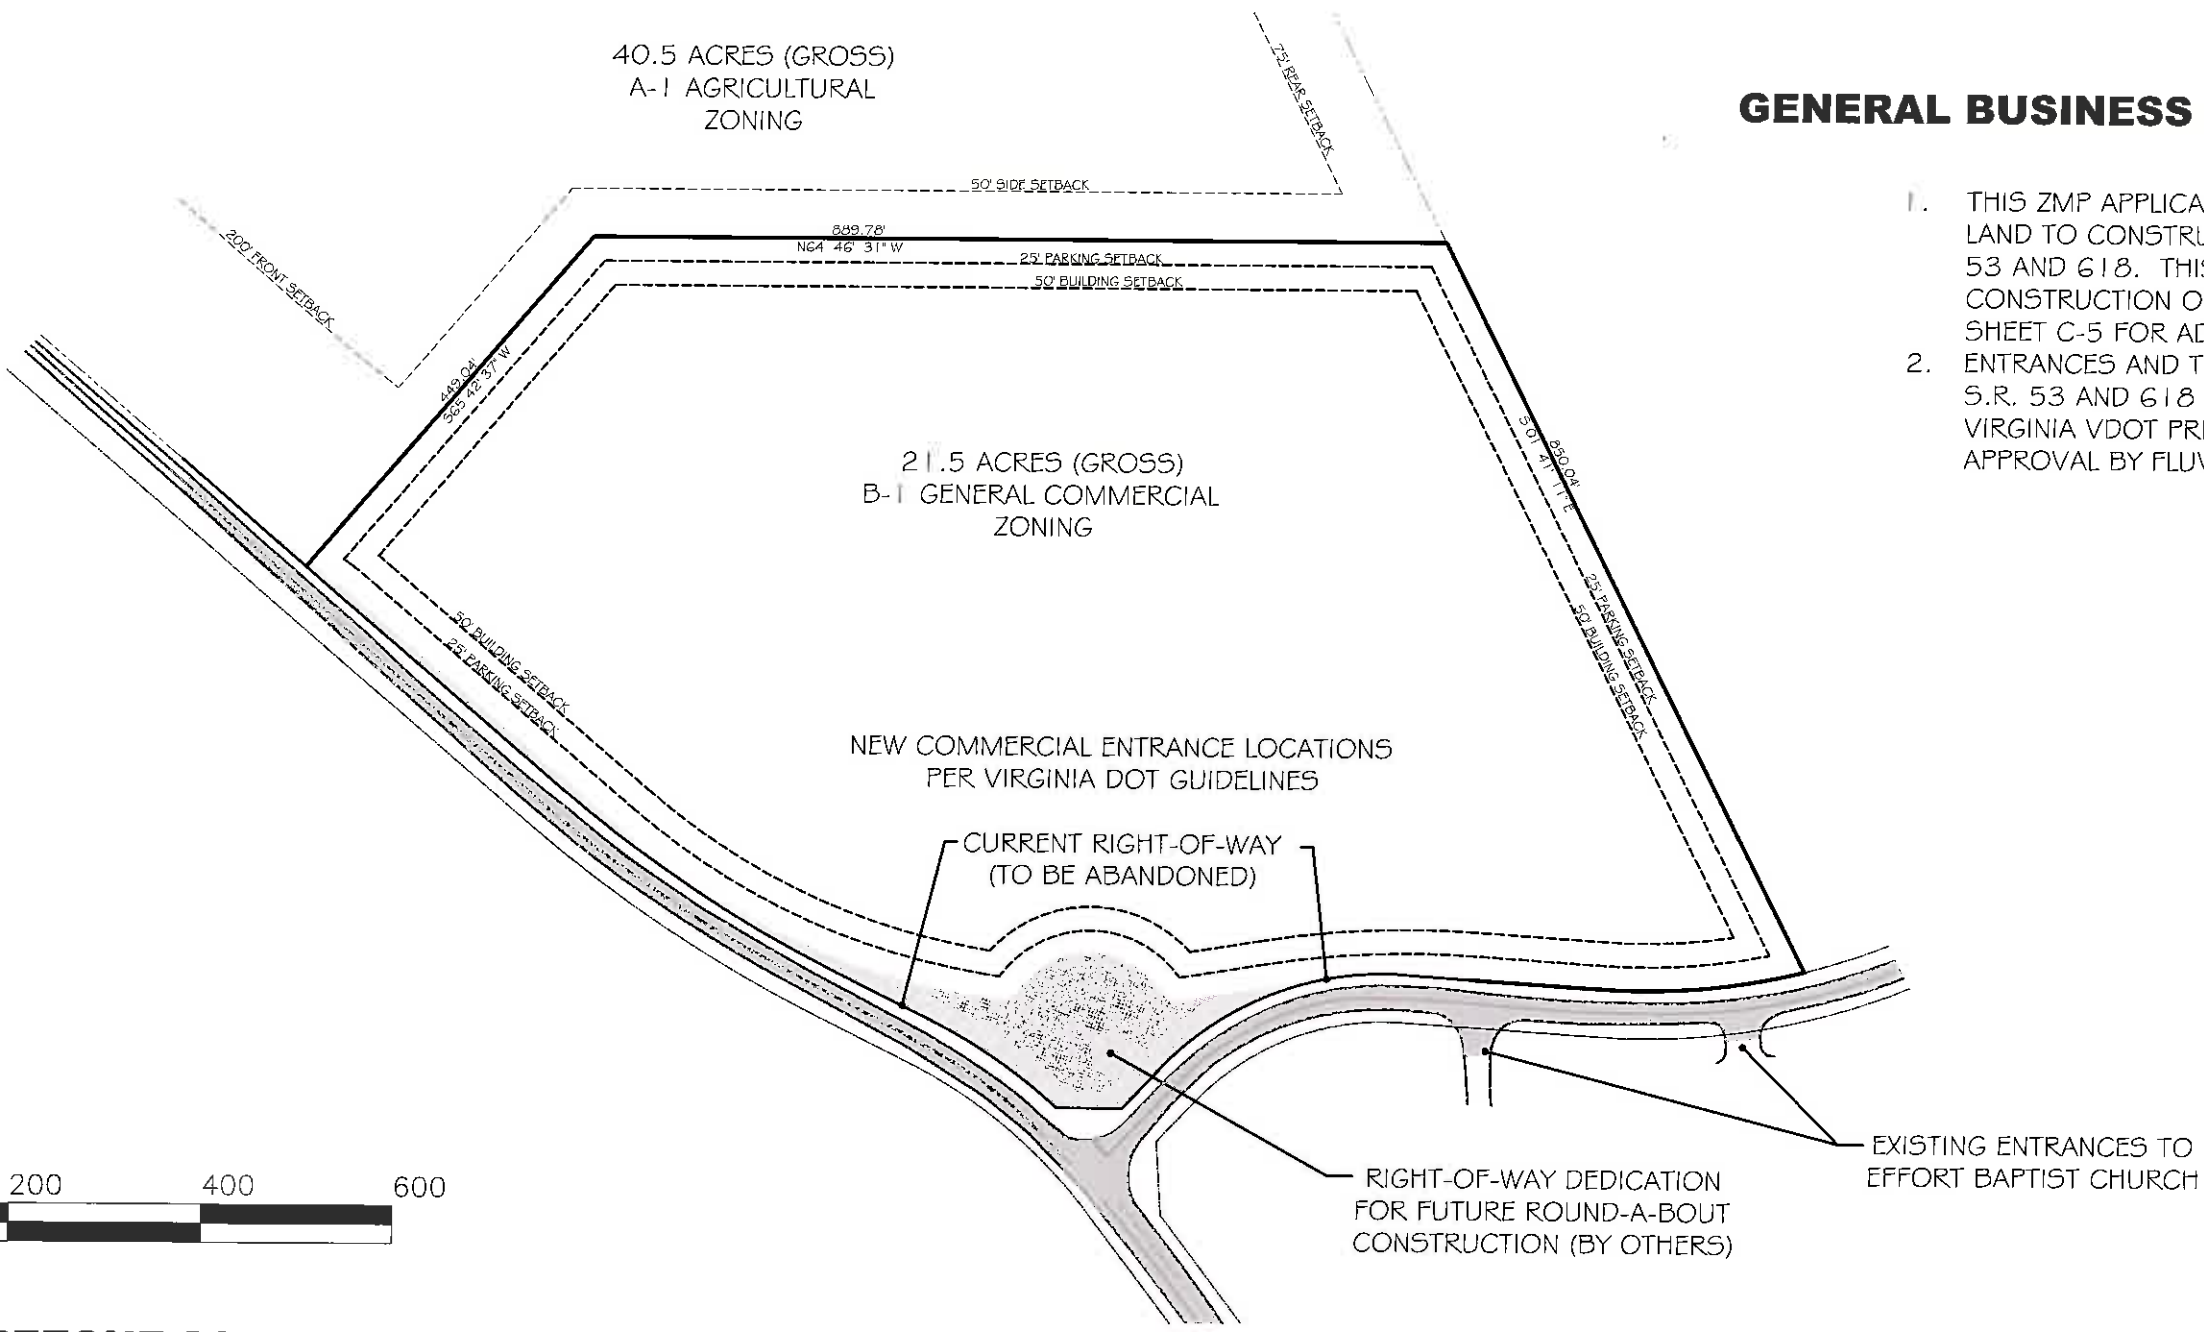 40.5 ACRES (GROSS)
A-1 AGRICULTURAL
ZONING
75' REAR SETBACK
GENERAL BUSINESS
50' SIDE SETBACK
200' FRONT SETBACK
889.78'
N64 46' 31" W
25' PARKING SETBACK
50' BUILDING SETBACK
1. THIS ZMP APPLICA
LAND TO CONSTRU
53 AND 618. THIS
CONSTRUCTION O
SHEET C-5 FOR AD
2. ENTRANCES AND T
S.R. 53 AND 618
VIRGINIA VDOT PRI
APPROVAL BY FLUV
449.04'
S65 42' 37" W
21.5 ACRES (GROSS)
B-1 GENERAL COMMERCIAL
ZONING
850.04'
S 01 41' 11" E
25' PARKING SETBACK
50' BUILDING SETBACK
50' BUILDING SETBACK
25' PARKING SETBACK
NEW COMMERCIAL ENTRANCE LOCATIONS
PER VIRGINIA DOT GUIDELINES
CURRENT RIGHT-OF-WAY
(TO BE ABANDONED)
EXISTING ENTRANCES TO
EFFORT BAPTIST CHURCH
RIGHT-OF-WAY DEDICATION
FOR FUTURE ROUND-A-BOUT
CONSTRUCTION (BY OTHERS)
200 400 600